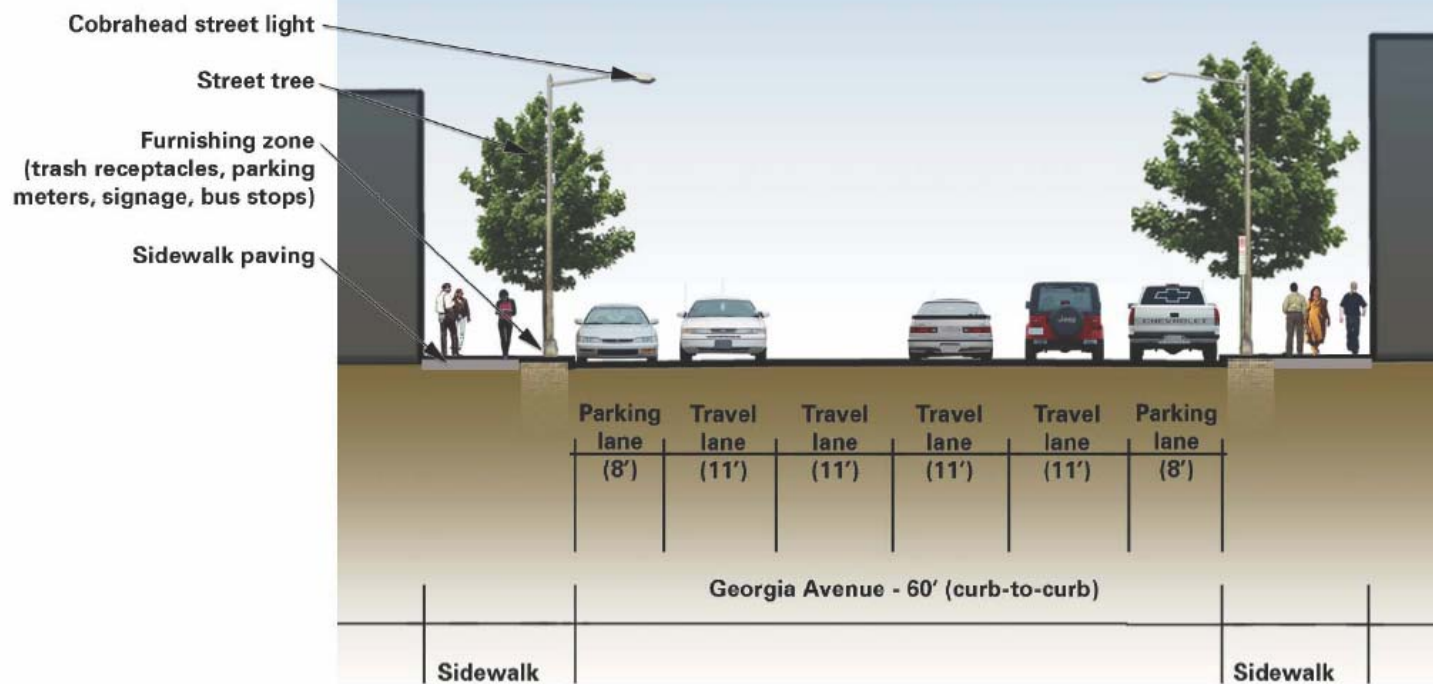 Cobrahead street light
Street tree
Furnishing zone
(trash receptacles, parking
meters, signage, bus stops)
Sidewalk paving
Jeep
CHEVROLET
Parking
lane
(8')
Travel
lane
(11')
Travel
lane
(11')
Travel
lane
(11')
Travel
lane
(11')
Parking
lane
(8')
Georgia Avenue - 60' (curb-to-curb)
Sidewalk
Sidewalk